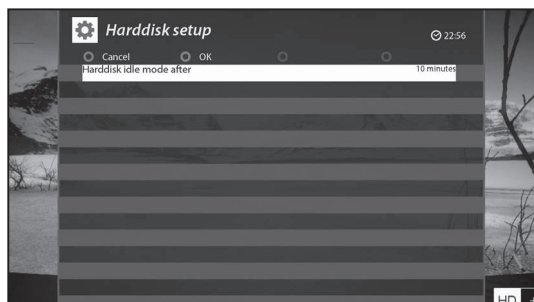 Harddisk setup
22:56
Cancel OK
Harddisk idle mode after 10 minutes
HD